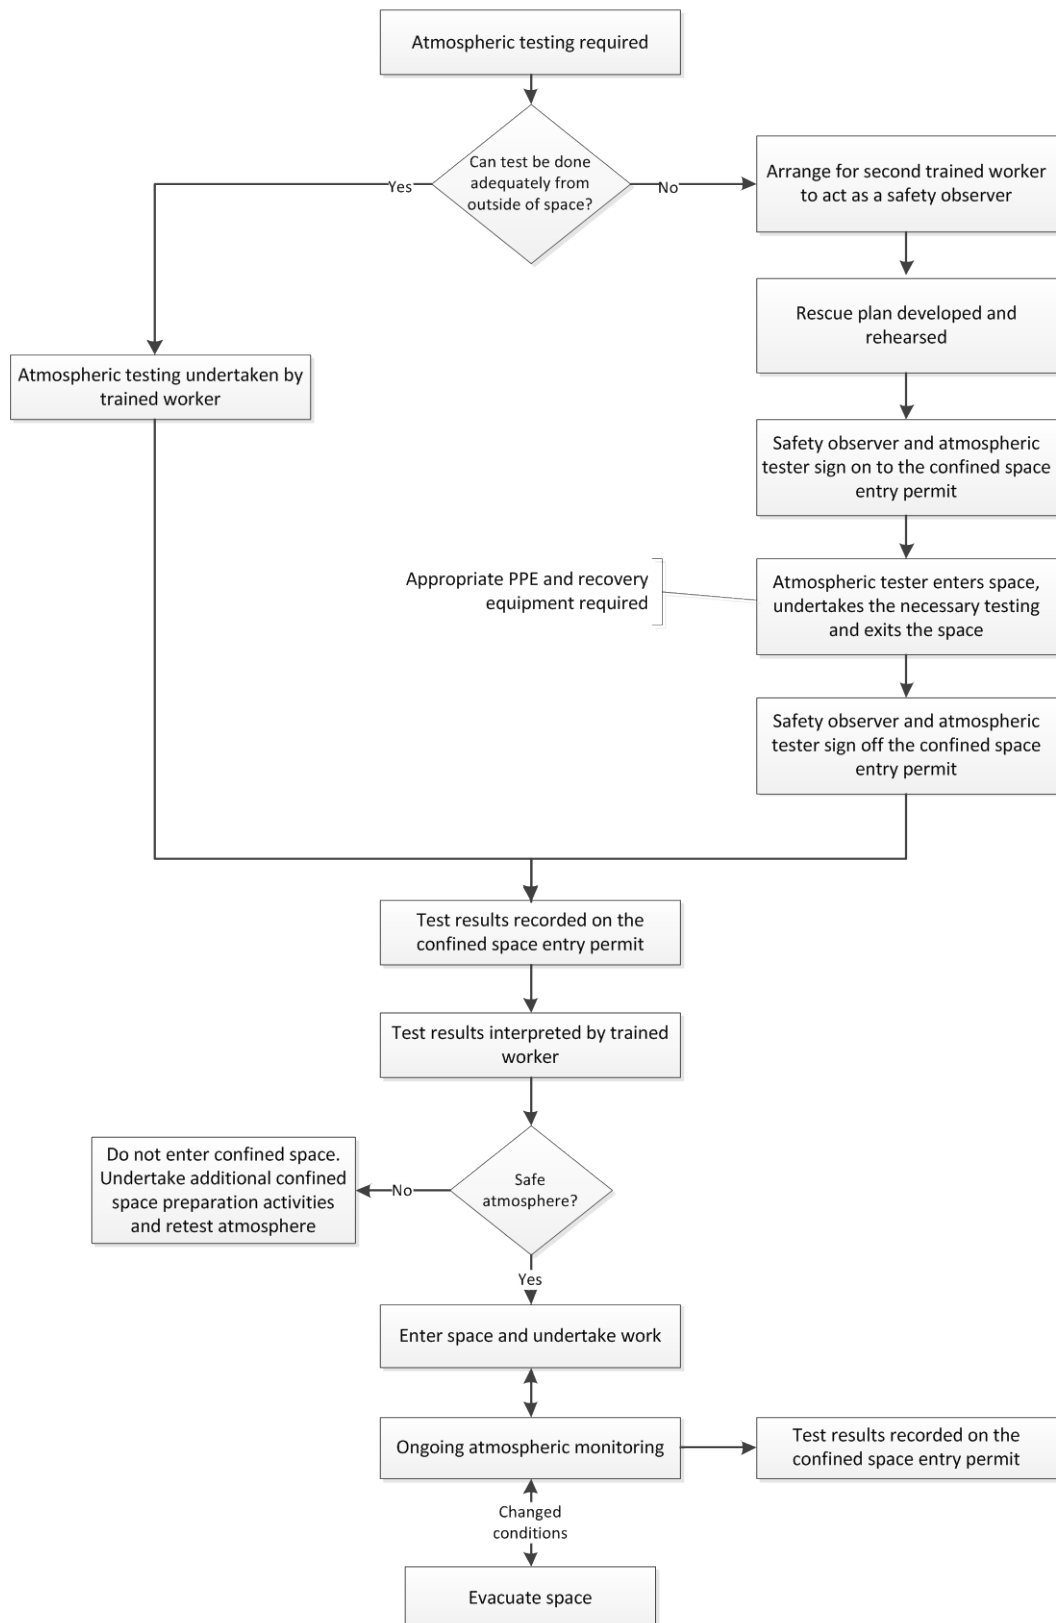 Atmospheric testing required
Can test be done
adequately from
outside of space?
Yes
No
Arrange for second trained worker
to act as a safety observer
Rescue plan developed and
rehearsed
Atmospheric testing undertaken by
trained worker
Safety observer and atmospheric
tester sign on to the confined space
entry permit
Appropriate PPE and recovery
equipment required
Atmospheric tester enters space,
undertakes the necessary testing
and exits the space
Safety observer and atmospheric
tester sign off the confined space
entry permit
Test results recorded on the
confined space entry permit
Test results interpreted by trained
worker
Safe
atmosphere?
No
Do not enter confined space.
Undertake additional confined
space preparation activities
and retest atmosphere
Yes
Enter space and undertake work
Ongoing atmospheric monitoring
Test results recorded on the
confined space entry permit
Changed
conditions
Evacuate space